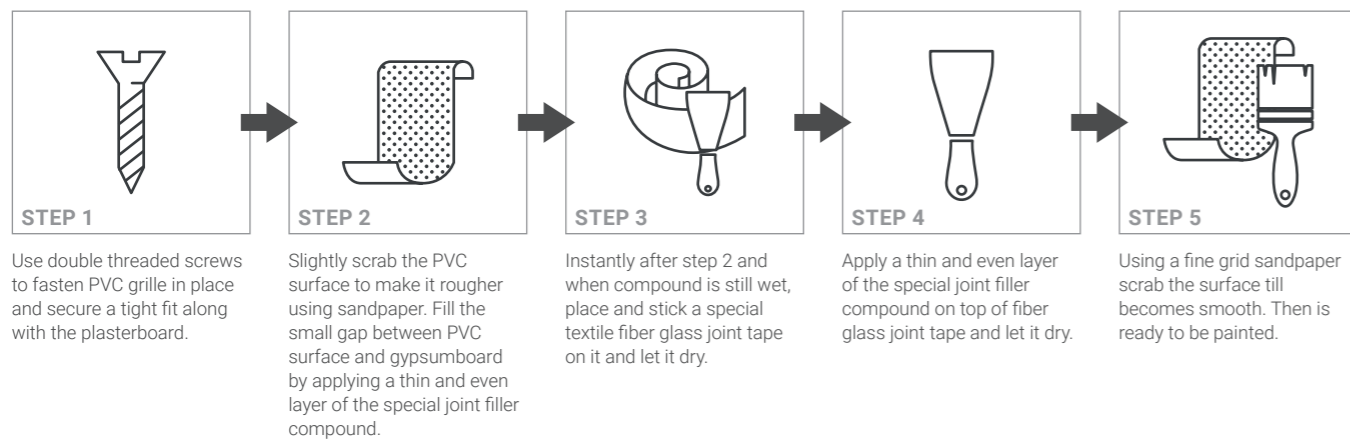 STEP 1
Use double threaded screws
to fasten PVC grille in place
and secure a tight fit along
with the plasterboard.
STEP 2
Slightly scrab the PVC
surface to make it rougher
using sandpaper. Fill the
small gap between PVC
surface and gypsumboard
by applying a thin and even
layer of the special joint filler
compound.
STEP 3
Instantly after step 2 and
when compound is still wet,
place and stick a special
textile fiber glass joint tape
on it and let it dry.
STEP 4
Apply a thin and even layer
of the special joint filler
compound on top of fiber
glass joint tape and let it dry.
STEP 5
Using a fine grid sandpaper
scrab the surface till
becomes smooth. Then is
ready to be painted.